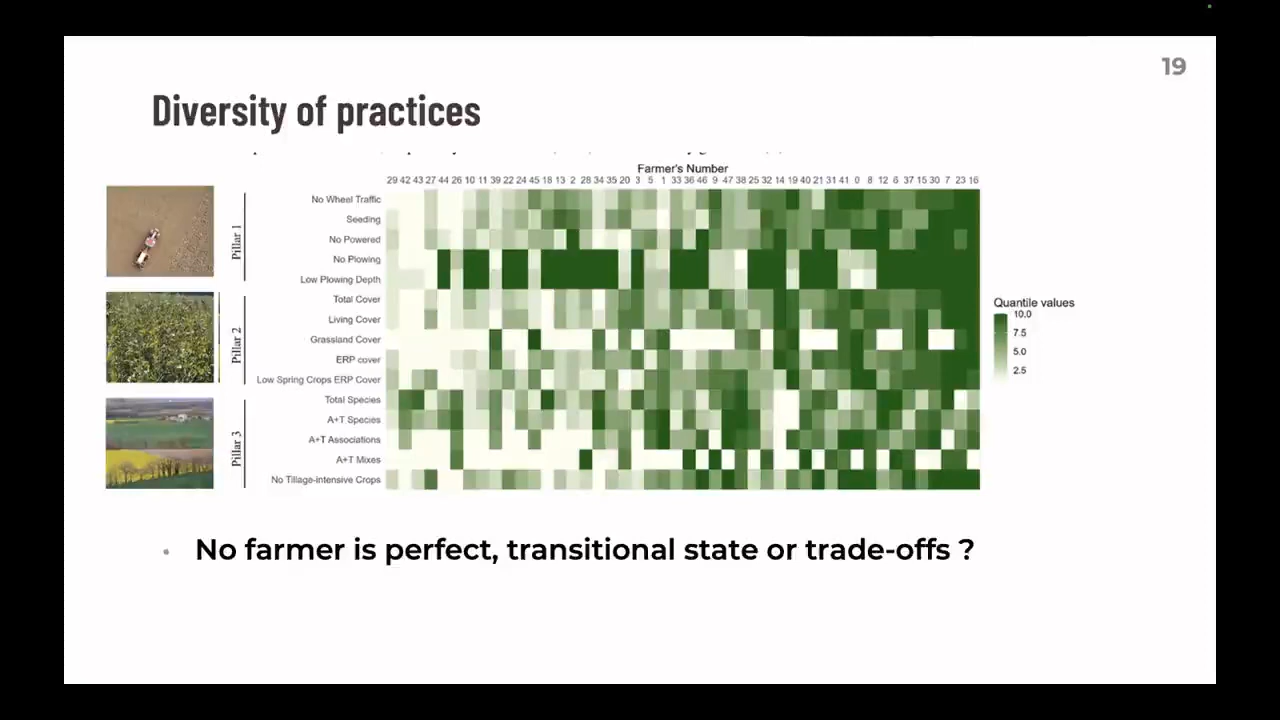 19
Diversity of practices
Farmer's Number
29 42 43 27 44 26 10 11 39 22 24 45 18 13 2 28 34 35 20 3 5 1 33 36 46 9 47 38 25 32 14 19 40 21 31 41 0 8 12 6 37 15 30 7 23 16
Pillar 1
No Wheel Traffic
Seeding
No Powered
No Plowing
Low Plowing Depth
Pillar 2
Total Cover
Living Cover
Grassland Cover
ERP cover
Low Spring Crops ERP Cover
Pillar 3
Total Species
A+T Species
A+T Associations
A+T Mixes
No Tillage-intensive Crops
Quantile values
10.0
7.5
5.0
2.5
• No farmer is perfect, transitional state or trade-offs ?